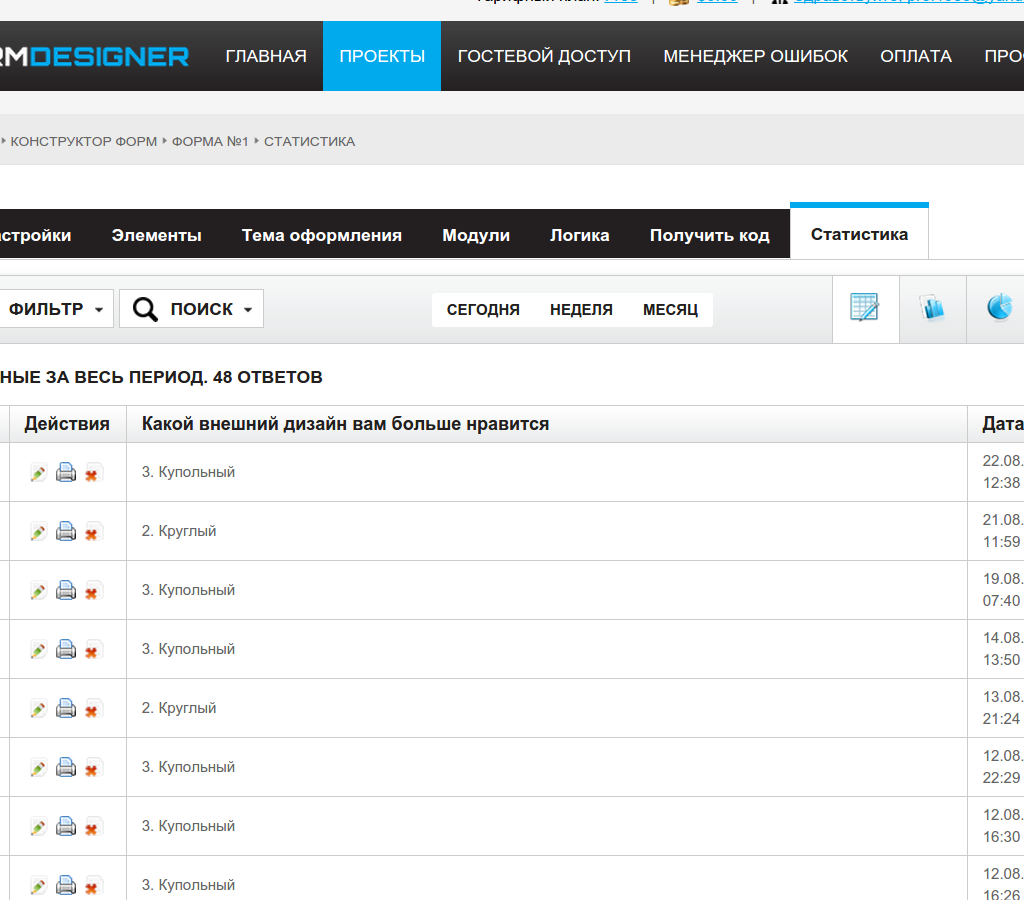 RMDESIGNER ГЛАВНАЯ ПРОЕКТЫ ГОСТЕВОЙ ДОСТУП МЕНЕДЖЕР ОШИБОК ОПЛАТА ПРО
КОНСТРУКТОР ФОРМ ФОРМА №1 СТАТИСТИКА
стройки Элементы Тема оформления Модули Логика Получить код Статистика
ФИЛЬТР ПОИСК СЕГОДНЯ НЕДЕЛЯ МЕСЯЦ
НЫЕ ЗА ВЕСЬ ПЕРИОД. 48 ОТВЕТОВ
Действия Какой внешний дизайн вам больше нравится Дата
3. Купольный 22.08.
12:38
2. Круглый 21.08.
11:59
3. Купольный 19.08.
07:40
3. Купольный 14.08.
13:50
2. Круглый 13.08.
21:24
3. Купольный 12.08.
22:29
3. Купольный 12.08.
16:30
3. Купольный 12.08.
16:26